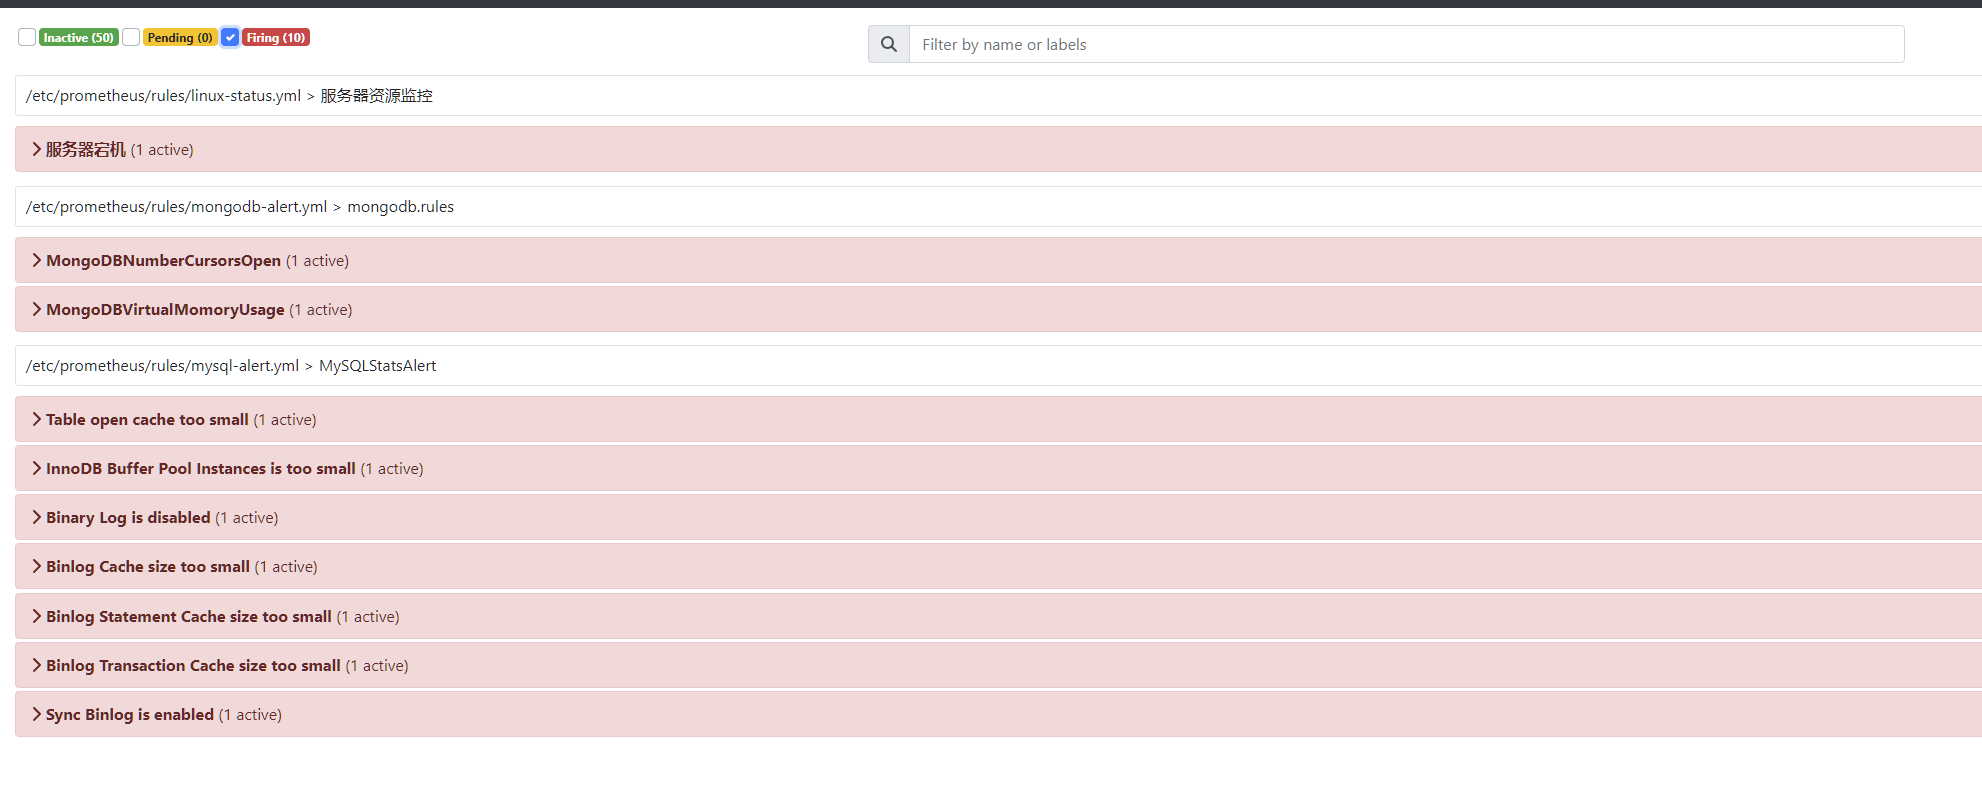 Inactive (50) Pending (0) Firing (10)
Filter by name or labels
/etc/prometheus/rules/linux-status.yml > 服务器资源监控
服务器宕机 (1 active)
/etc/prometheus/rules/mongodb-alert.yml > mongodb.rules
MongoDBNumberCursorsOpen (1 active)
MongoDBVirtualMomoryUsage (1 active)
/etc/prometheus/rules/mysql-alert.yml > MySQLStatsAlert
Table open cache too small (1 active)
InnoDB Buffer Pool Instances is too small (1 active)
Binary Log is disabled (1 active)
Binlog Cache size too small (1 active)
Binlog Statement Cache size too small (1 active)
Binlog Transaction Cache size too small (1 active)
Sync Binlog is enabled (1 active)